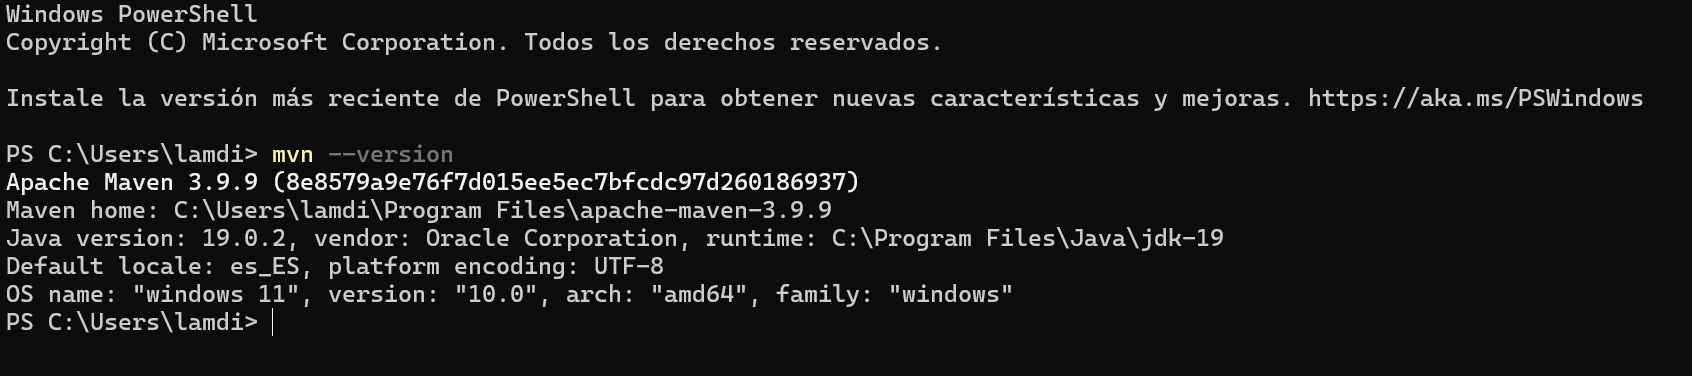 Windows PowerShell
Copyright (C) Microsoft Corporation. Todos los derechos reservados.
Instale la versión más reciente de PowerShell para obtener nuevas características y mejoras. https://aka.ms/PSWindows
PS C:\Users\lamdi> mvn --version
Apache Maven 3.9.9 (8e8579a9e76f7d015ee5ec7bfcdc97d260186937)
Maven home: C:\Users\lamdi\Program Files\apache-maven-3.9.9
Java version: 19.0.2, vendor: Oracle Corporation, runtime: C:\Program Files\Java\jdk-19
Default locale: es_ES, platform encoding: UTF-8
OS name: "windows 11", version: "10.0", arch: "amd64", family: "windows"
PS C:\Users\lamdi>